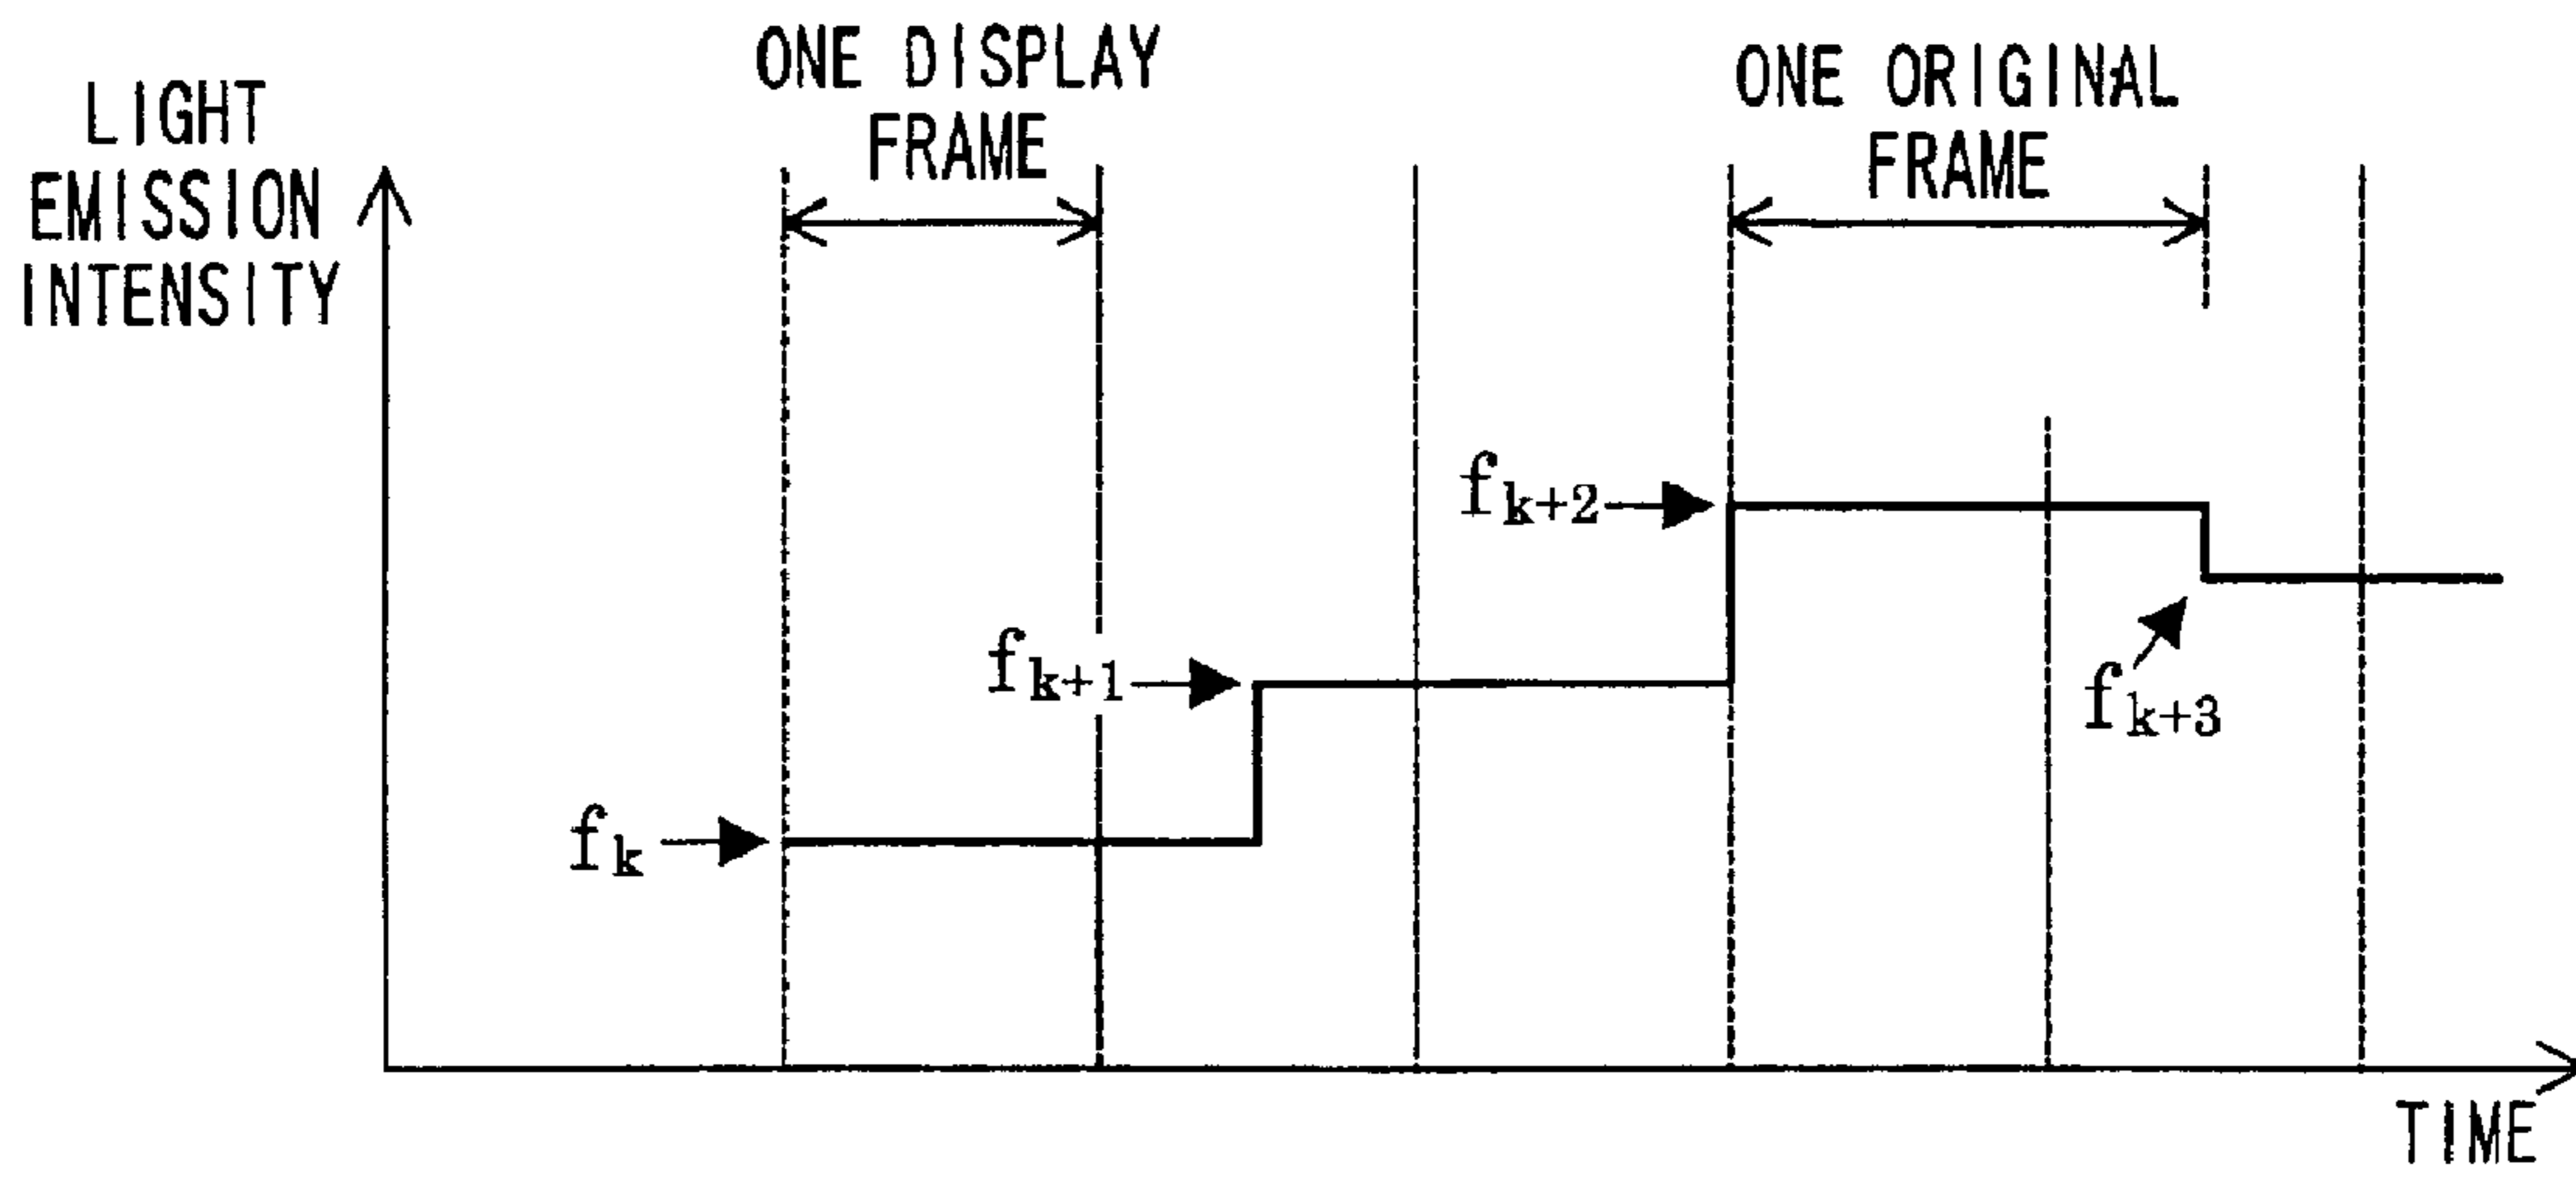 LIGHT
EMISSION
INTENSITY
ONE DISPLAY
FRAME
ONE ORIGINAL
FRAME
fk+2
fk+1
fk+3
fk
TIME